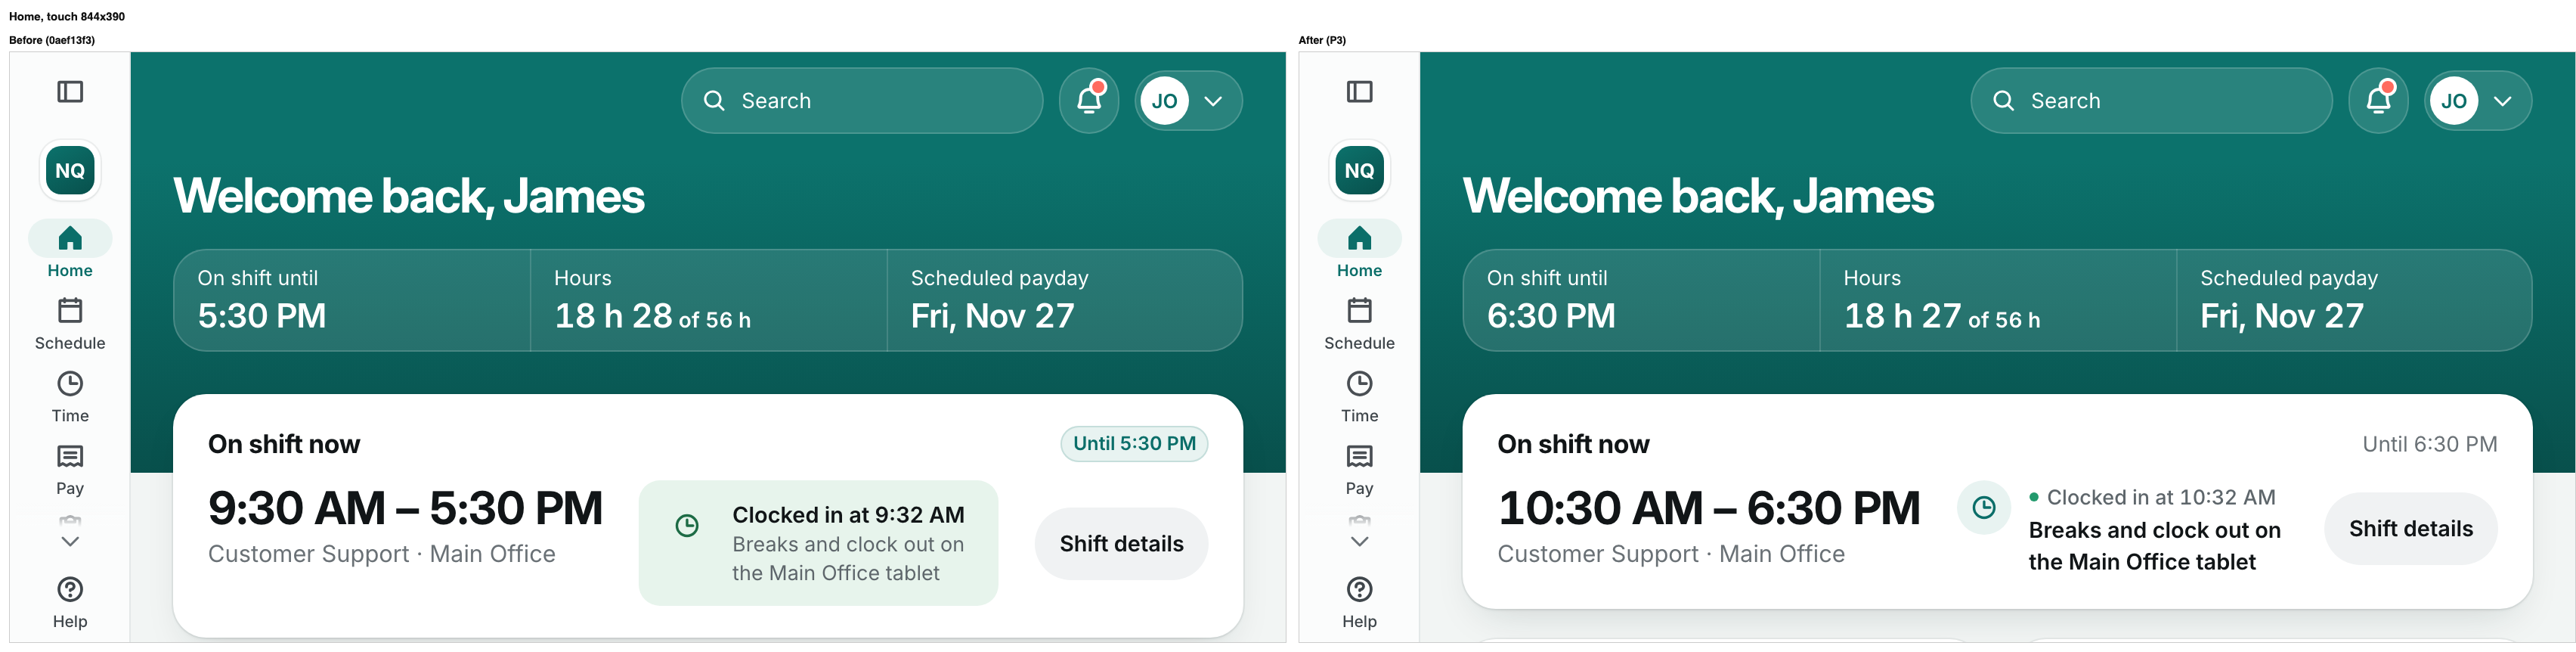 Home, touch 844x390
Before (0aef13f3)
Search
JO
NQ
Welcome back, James
Home
On shift until
5:30 PM
Hours
18 h 28 of 56 h
Scheduled payday
Fri, Nov 27
Schedule
Time
On shift now
Until 5:30 PM
Pay
9:30 AM – 5:30 PM
Customer Support · Main Office
Clocked in at 9:32 AM
Breaks and clock out on
the Main Office tablet
Shift details
Help
After (P3)
Search
JO
NQ
Welcome back, James
Home
On shift until
6:30 PM
Hours
18 h 27 of 56 h
Scheduled payday
Fri, Nov 27
Schedule
Time
On shift now
Until 6:30 PM
Pay
10:30 AM – 6:30 PM
Customer Support · Main Office
Clocked in at 10:32 AM
Breaks and clock out on
the Main Office tablet
Shift details
Help